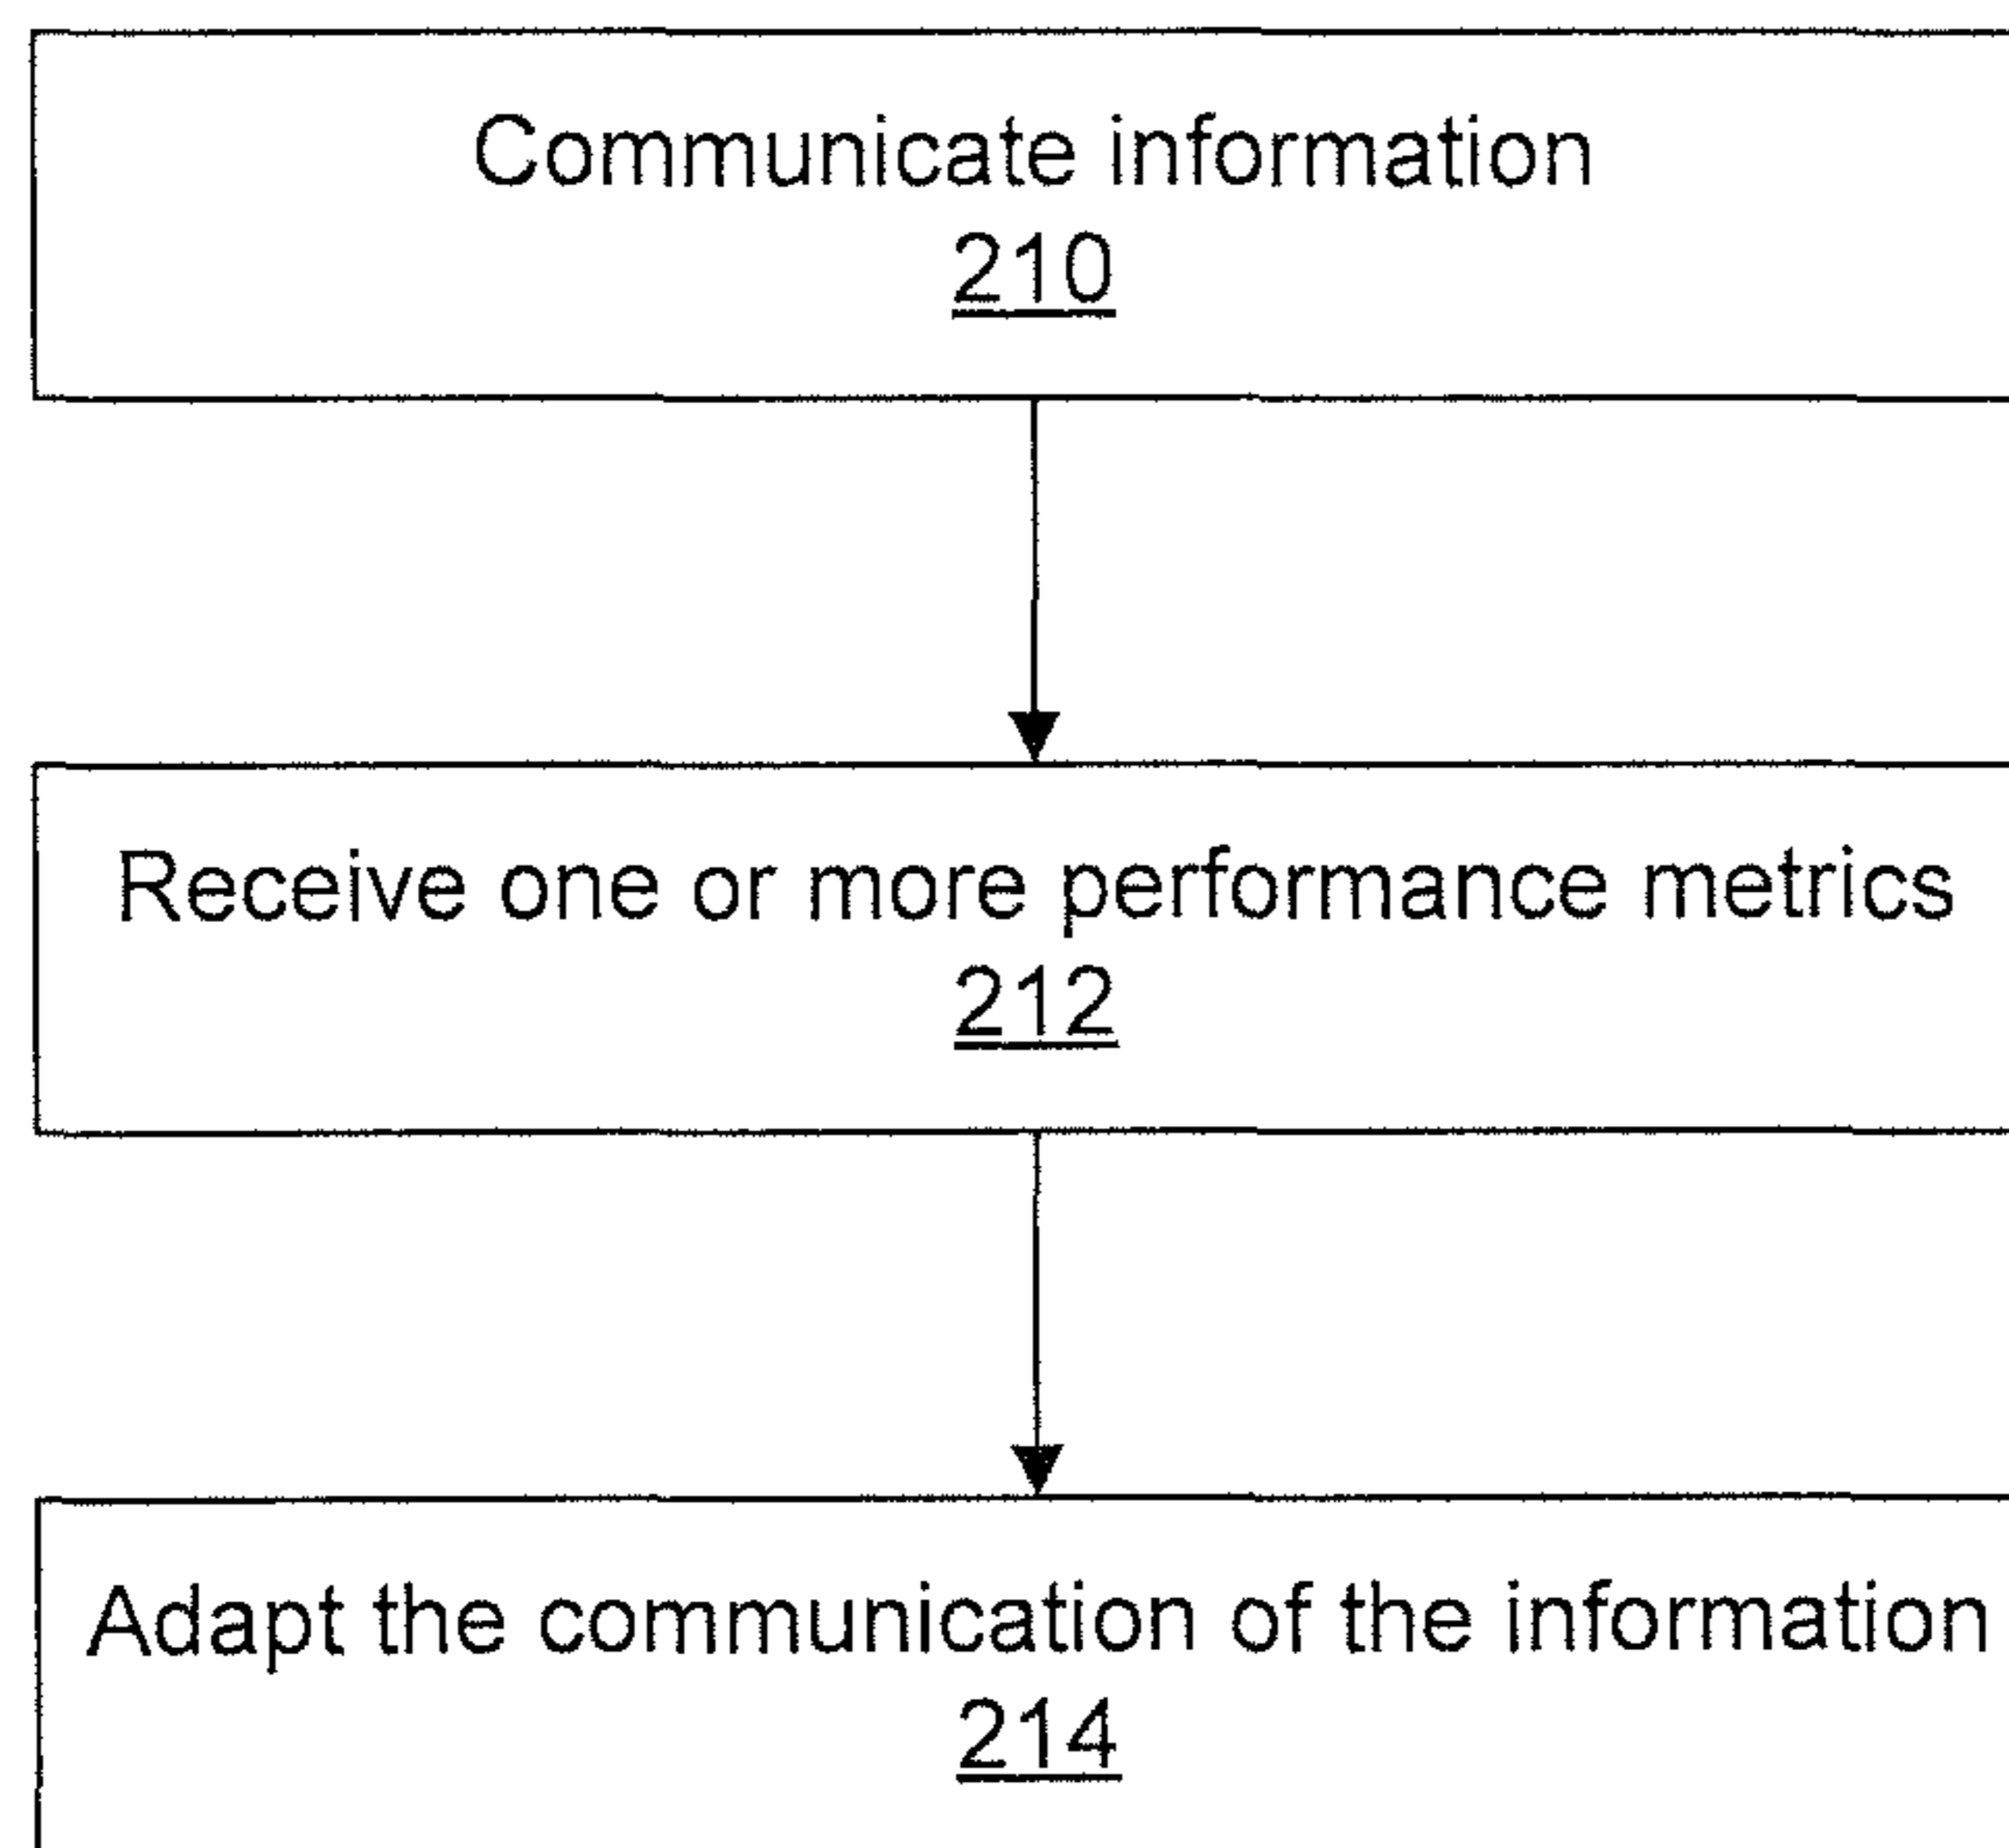 Communicate information
210
Receive one or more performance metrics
212
Adapt the communication of the information
214